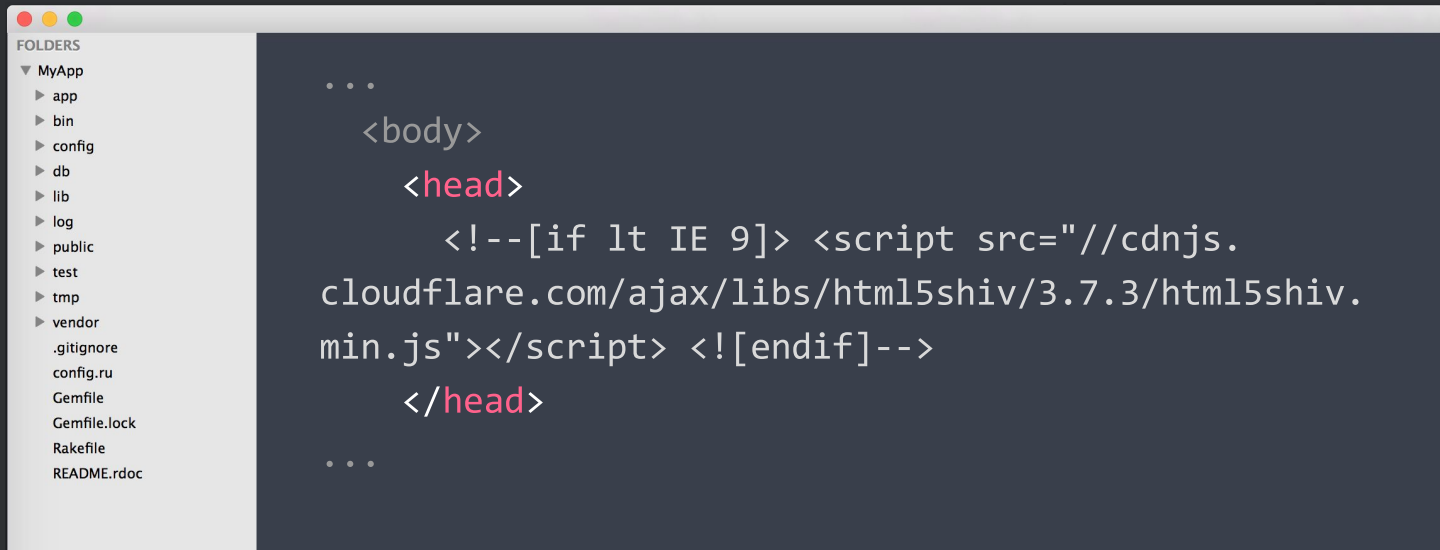 FOLDERS
MyApp
app
bin
config
db
lib
log
public
test
tmp
vendor
.gitignore
config.ru
Gemfile
Gemfile.lock
Rakefile
README.rdoc
...
<body>
<head>
<!--[if lt IE 9]> <script src="//cdnjs.
cloudflare.com/ajax/libs/html5shiv/3.7.3/html5shiv.
min.js"></script> <![endif]-->
</head>
...